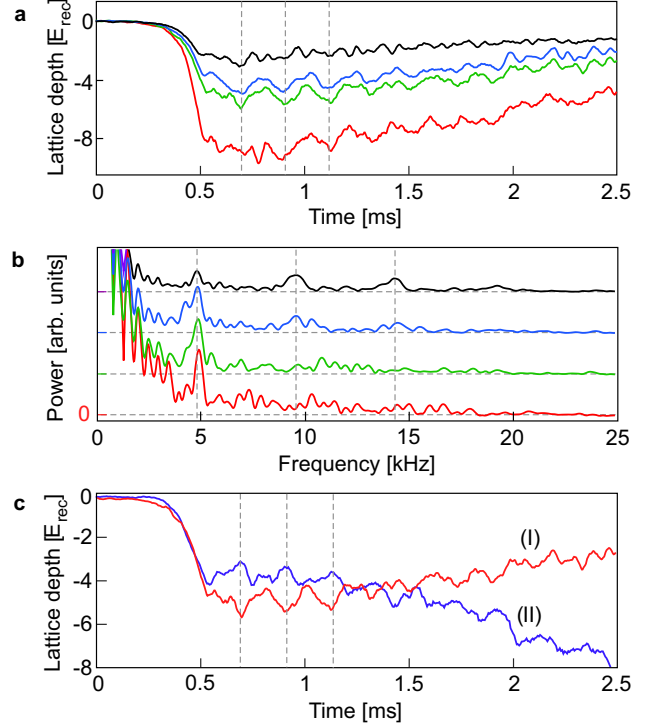 a
0
-4
-8
Lattice depth [E_rec]
0 0.5 1 1.5 2 2.5
Time [ms]
b
Power [arb. units]
0
0 5 10 15 20 25
Frequency [kHz]
c
0
-2
-4
-6
-8
Lattice depth [E_rec]
(I)
(II)
0 0.5 1 1.5 2 2.5
Time [ms]